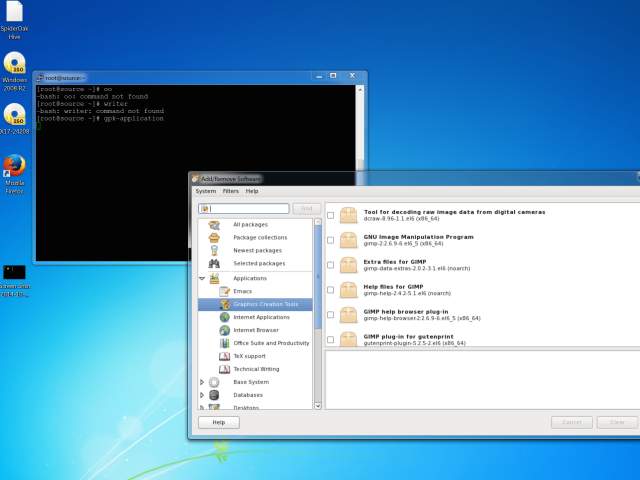 SpiderOak
Hive
Windows
2008 R2
X17-24208
Mozilla
Firefox
Screen Shot
root@source:~
[root@source ~]# oo
-bash: oo: command not found
[root@source ~]# writer
-bash: writer: command not found
[root@source ~]# gpk-application
Add/Remove Software
System Filters Help
Find
All packages
Package collections
Newest packages
Selected packages
Applications
Emacs
Graphics Creation Tools
Internet Applications
Internet Browser
Office Suite and Productivity
TeX support
Technical Writing
Base System
Databases
Desktops
Tool for decoding raw image data from digital cameras
dcraw-8.96-1.1.el6 (x86_64)
GNU Image Manipulation Program
gimp-2:2.6.9-6.el6_5 (x86_64)
Extra files for GIMP
gimp-data-extras-2.0.2-3.1.el6 (noarch)
Help files for GIMP
gimp-help-2.4.2-5.1.el6 (noarch)
GIMP help browser plug-in
gimp-help-browser-2:2.6.9-6.el6_5 (x86_64)
GIMP plug-in for gutenprint
gutenprint-plugin-5.2.5-2.el6 (x86_64)
Help
Cancel
Clear